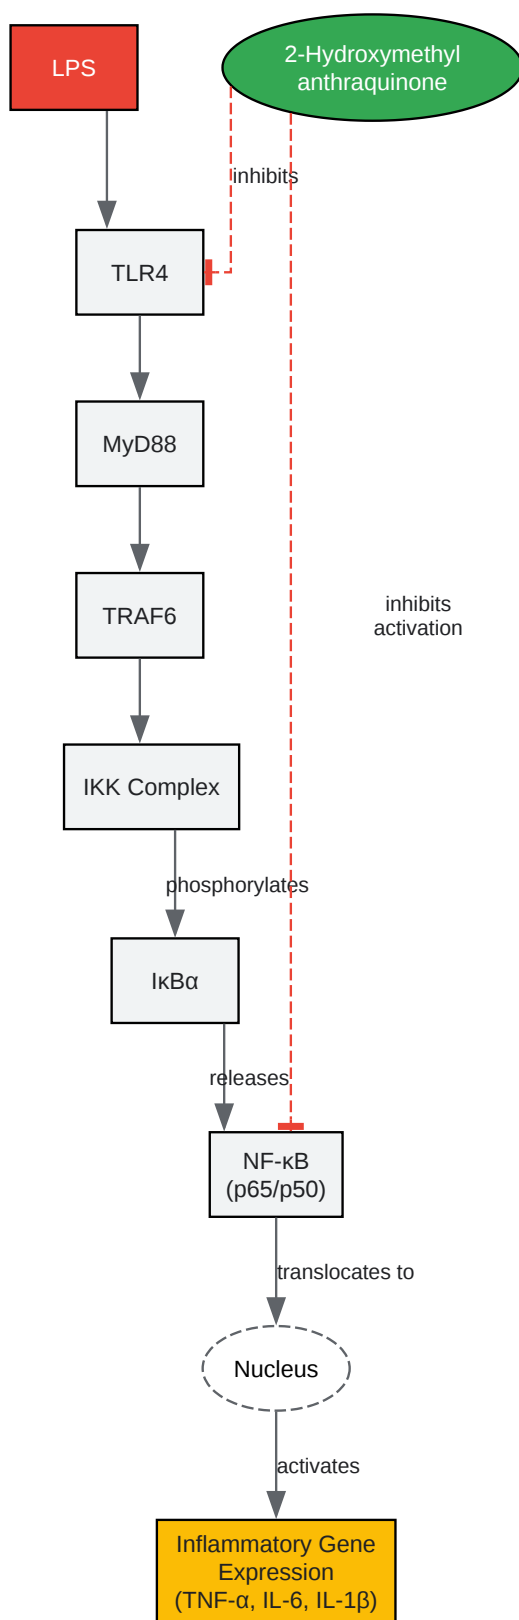 LPS
2-Hydroxymethyl
anthraquinone
inhibits
TLR4
MyD88
TRAF6
inhibits
activation
IKK Complex
phosphorylates
IκBα
releases
NF-κB
(p65/p50)
translocates to
Nucleus
activates
Inflammatory Gene
Expression
(TNF-α, IL-6, IL-1β)